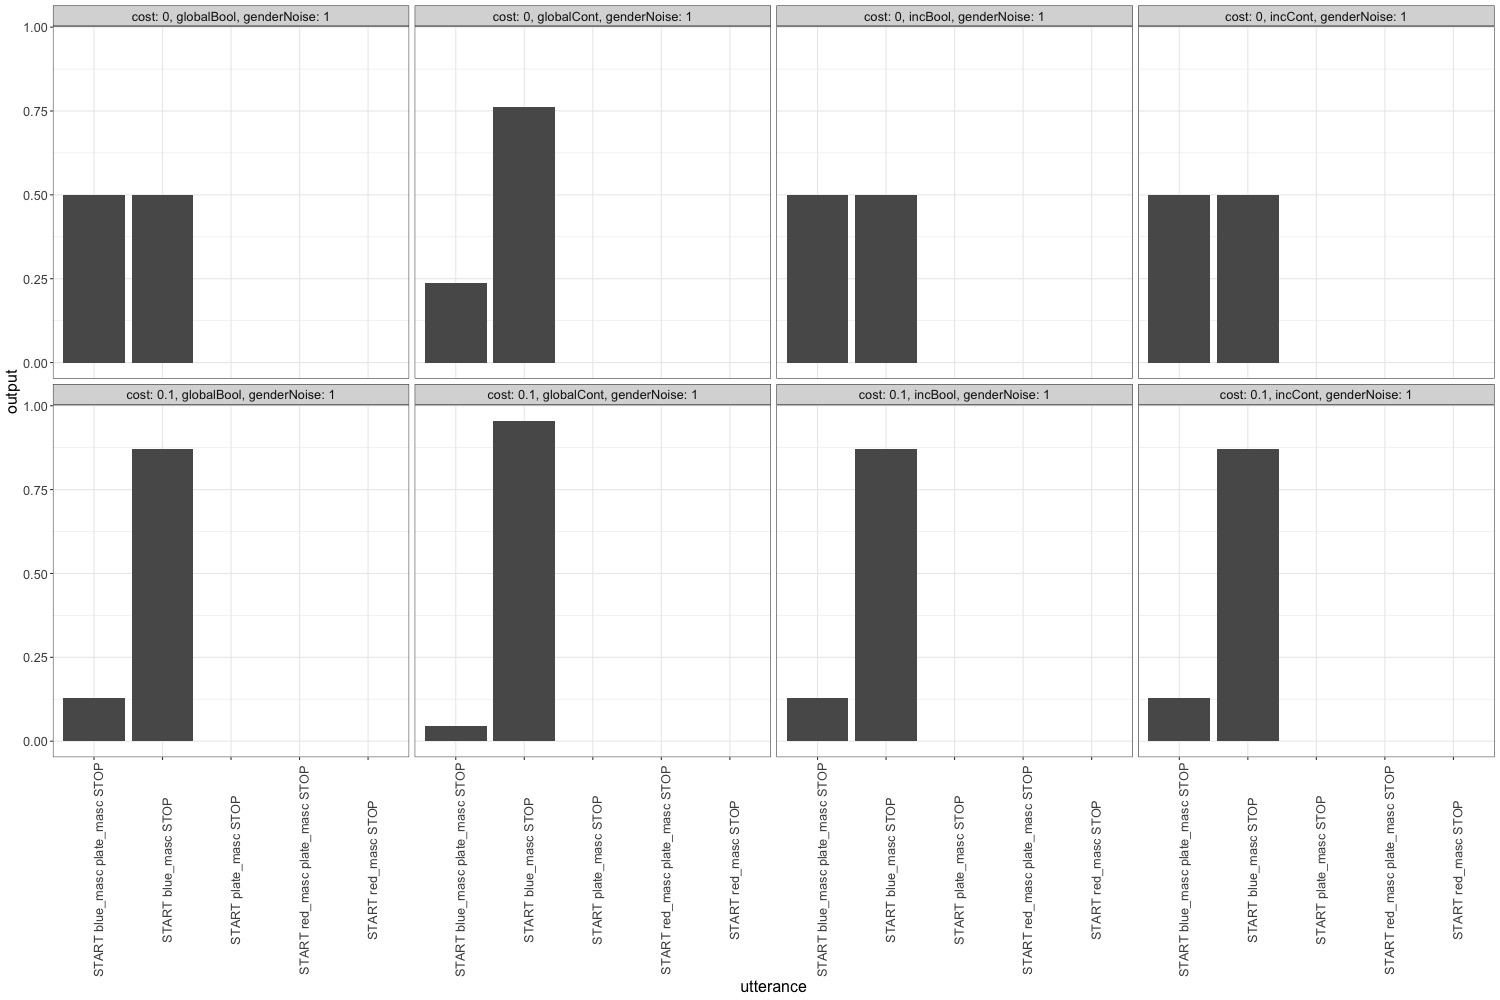 cost: 0, globalBool, genderNoise: 1
cost: 0, globalCont, genderNoise: 1
cost: 0, incBool, genderNoise: 1
cost: 0, incCont, genderNoise: 1
1.00
0.75
0.50
0.25
0.00
output
cost: 0.1, globalBool, genderNoise: 1
cost: 0.1, globalCont, genderNoise: 1
cost: 0.1, incBool, genderNoise: 1
cost: 0.1, incCont, genderNoise: 1
1.00
0.75
0.50
0.25
0.00
START blue_masc plate_masc STOP
START blue_masc STOP
START plate_masc STOP
START red_masc plate_masc STOP
START red_masc STOP
START blue_masc plate_masc STOP
START blue_masc STOP
START plate_masc STOP
START red_masc plate_masc STOP
START red_masc STOP
START blue_masc plate_masc STOP
START blue_masc STOP
START plate_masc STOP
START red_masc plate_masc STOP
START red_masc STOP
START blue_masc plate_masc STOP
START blue_masc STOP
START plate_masc STOP
START red_masc plate_masc STOP
START red_masc STOP
utterance